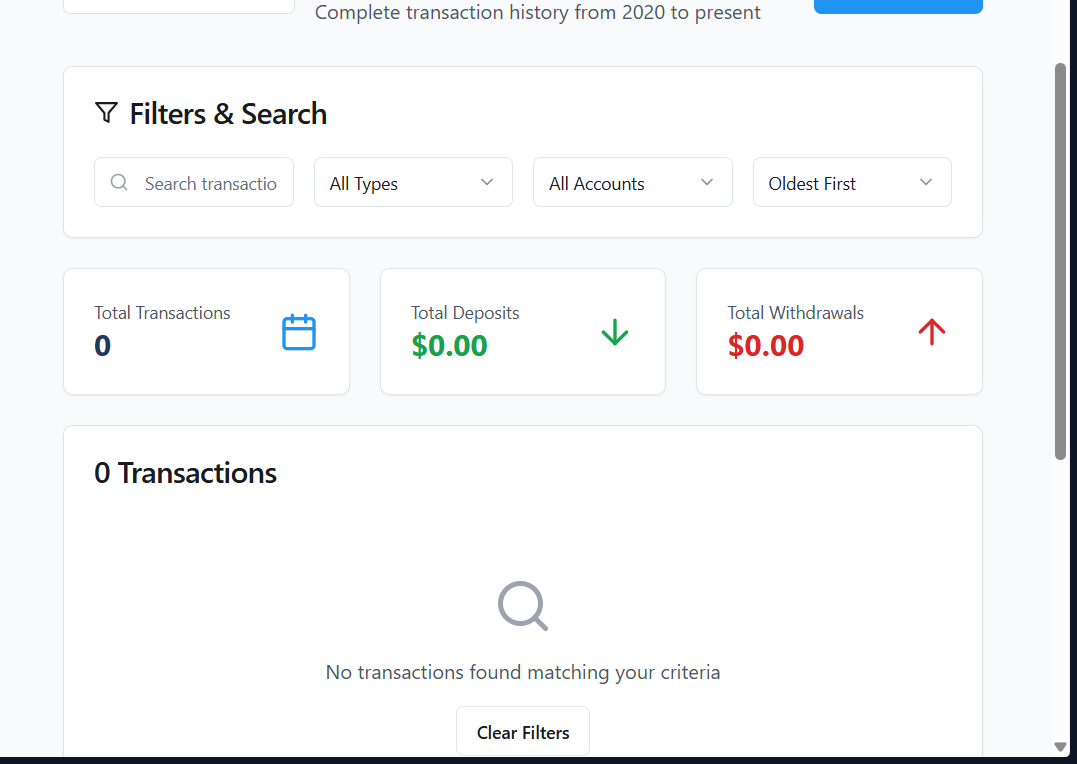 Complete transaction history from 2020 to present
Filters & Search
Search transactio
All Types
All Accounts
Oldest First
Total Transactions
0
Total Deposits
$0.00
Total Withdrawals
$0.00
0 Transactions
No transactions found matching your criteria
Clear Filters